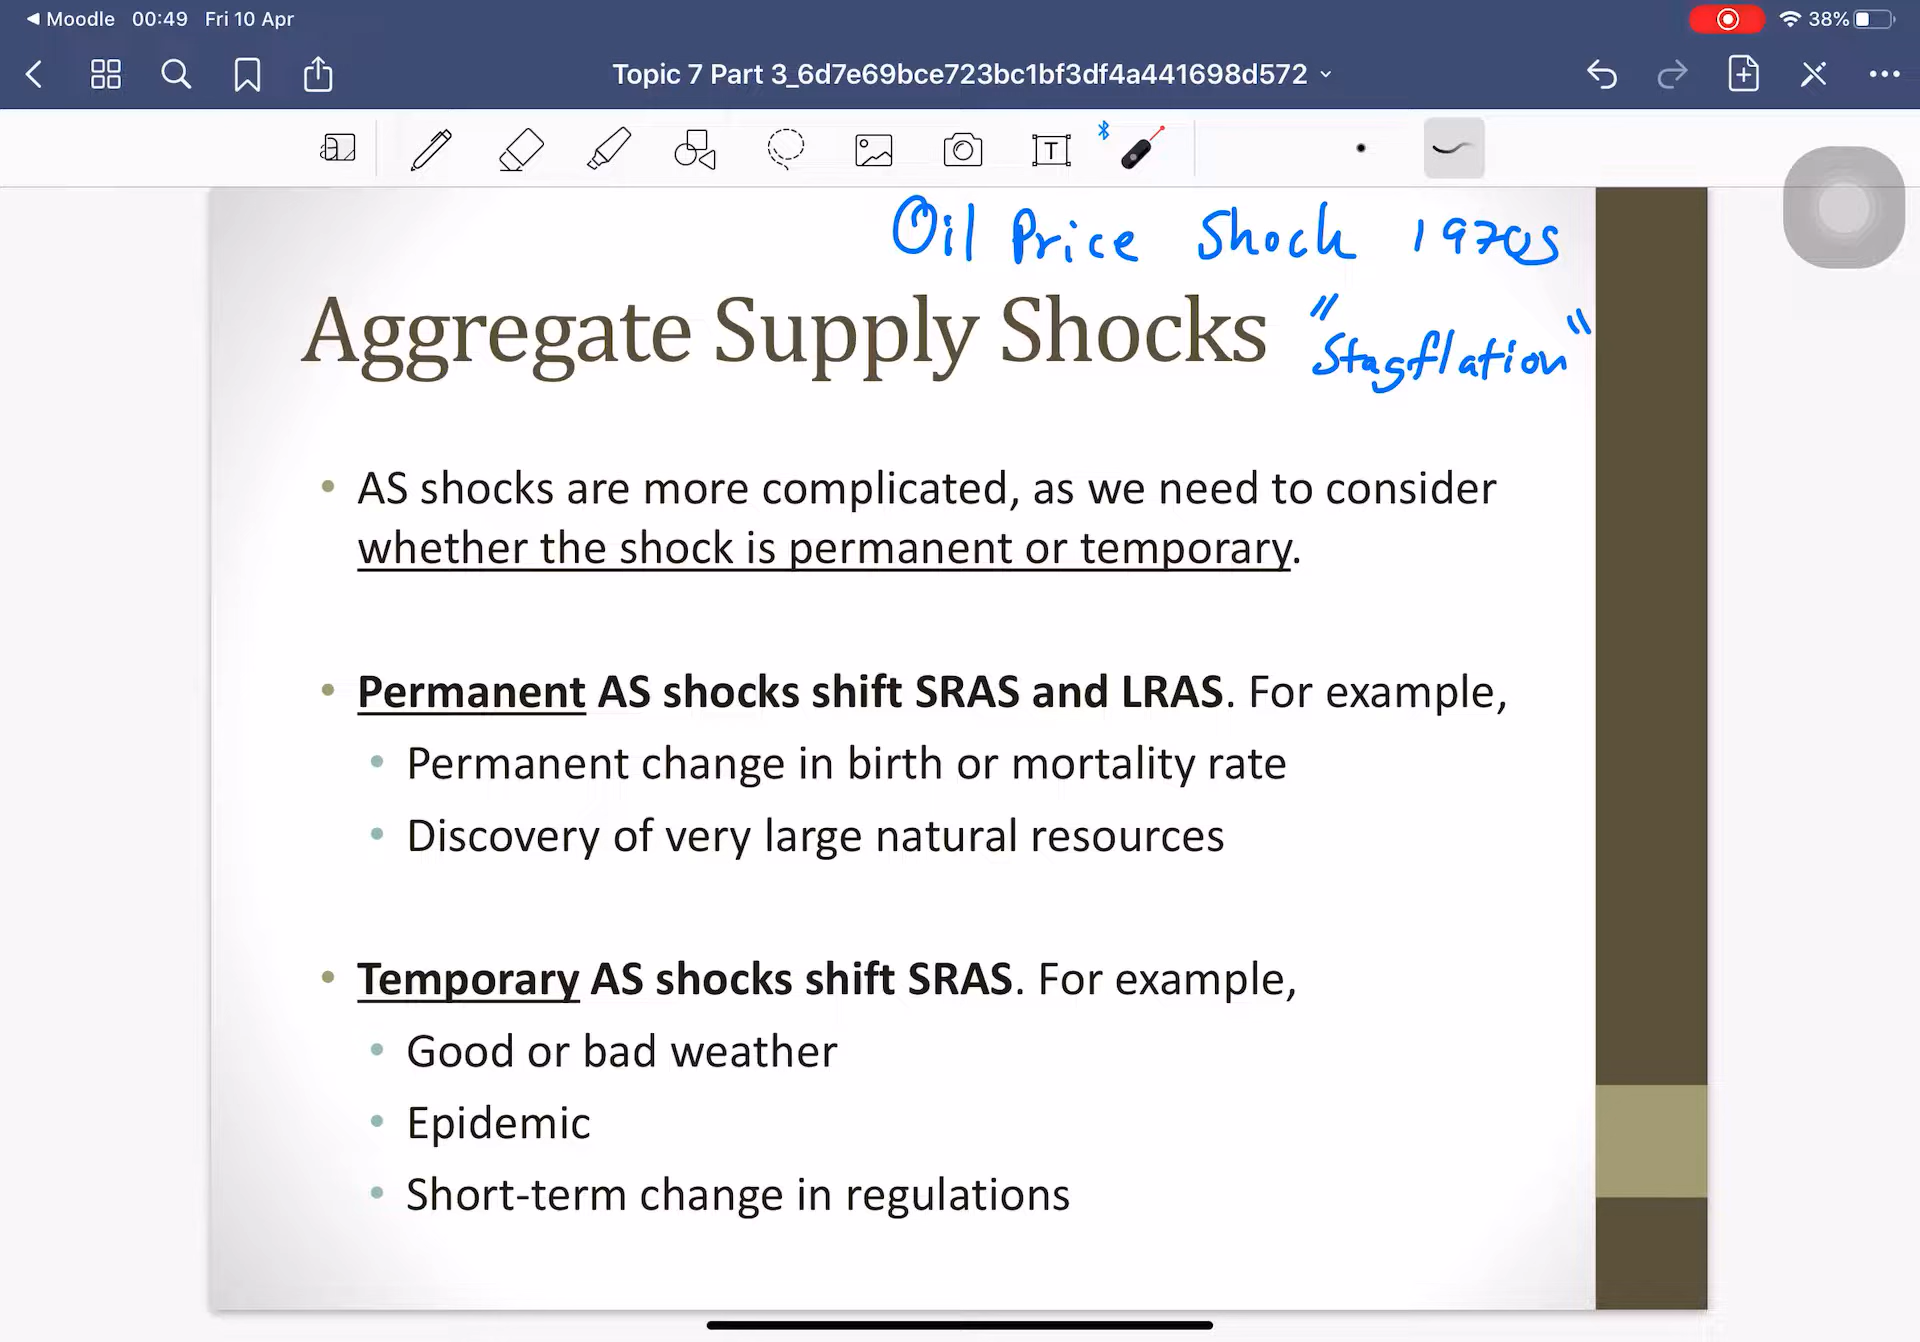 ◀ Moodle 00:49 Fri 10 Apr 38%
Topic 7 Part 3_6d7e69bce723bc1bf3df4a441698d572
a T
Oil Price Shock 1970s
Aggregate Supply Shocks "Stagflation"
• AS shocks are more complicated, as we need to consider
whether the shock is permanent or temporary.
• Permanent AS shocks shift SRAS and LRAS. For example,
• Permanent change in birth or mortality rate
• Discovery of very large natural resources
• Temporary AS shocks shift SRAS. For example,
• Good or bad weather
• Epidemic
• Short-term change in regulations